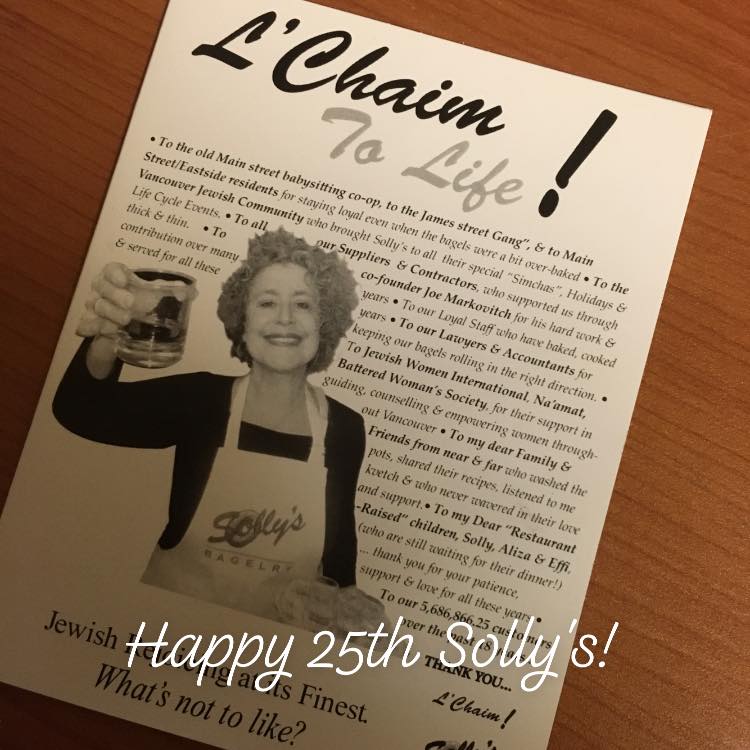 L'Chaim !
To Life
• To the old Main street babysitting co-op, to the James street Gang", & to Main
Street/Eastside residents for staying loyal even when the bagels were a bit over-baked • To the
Vancouver Jewish Community who brought Solly's to all their special "Simchas", Holidays &
Life Cycle Events. • To all our Suppliers & Contractors, who supported us through
thick & thin. • To co-founder Joe Markovitch for his hard work &
contribution over many years • To our Loyal Staff who have baked, cooked
& served for all these years • To our Lawyers & Accountants for
keeping our bagels rolling in the right direction. •
To Jewish Women International, Na'amat,
Battered Woman's Society, for their support in
guiding, counselling & empowering women through-
out Vancouver • To my dear Family &
Friends from near & far who washed the
pots, shared their recipes, listened to me
kvetch & who never wavered in their love
and support. • To my Dear "Restaurant
-Raised" children, Solly, Aliza & Effi,
(who are still waiting for their dinner!)
... thank you for your patience,
support & love for all these years •
To our 5,686,866.25 customers
over the past
THANK YOU...
L'Chaim!
Solly's
BAGELRY
Jewish at its Finest.
What's not to like?
Solly's
Happy 25th Solly's!